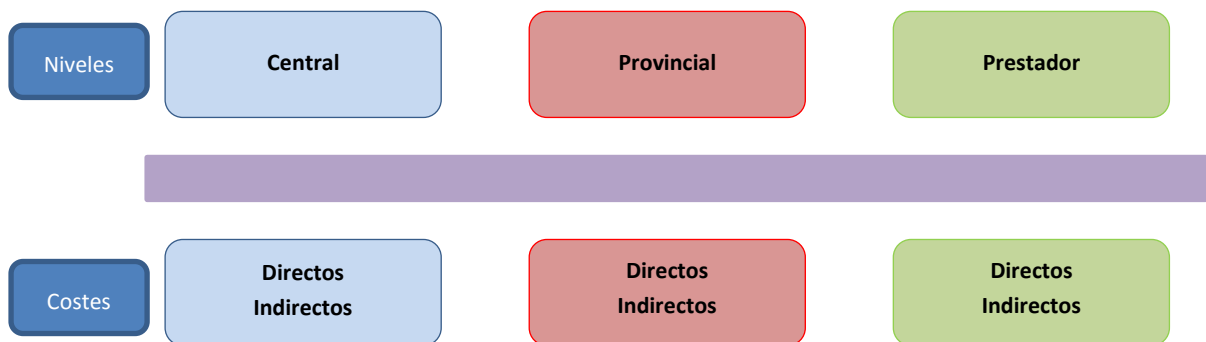 Niveles
Central
Provincial
Prestador
Costes
Directos
Indirectos
Directos
Indirectos
Directos
Indirectos